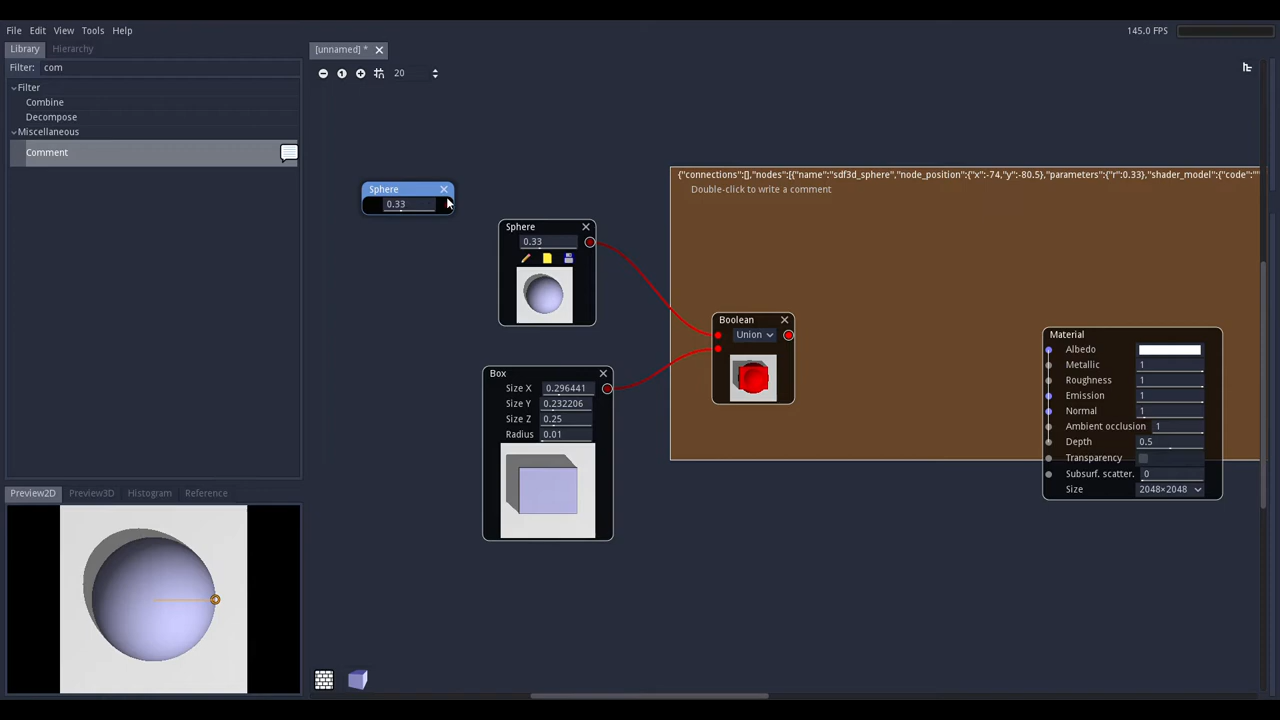 File Edit View Tools Help
145.0 FPS
Library Hierarchy
[unnamed] *
Filter: com
20
Filter
Combine
Decompose
Miscellaneous
Comment
{"connections":[],"nodes":[{"name":"sdf3d_sphere","node_position":{"x":-74,"y":-80.5},"parameters":{"r":0.33},"shader_model":{"code":""
Double-click to write a comment
Sphere
0.33
Sphere
0.33
Boolean
Union
Box
Size X 0.296441
Size Y 0.232206
Size Z 0.25
Radius 0.01
Material
Albedo
Metallic 1
Roughness 1
Emission 1
Normal 1
Ambient occlusion 1
Depth 0.5
Transparency
Subsurf. scatter. 0
Size 2048×2048
Preview2D Preview3D Histogram Reference